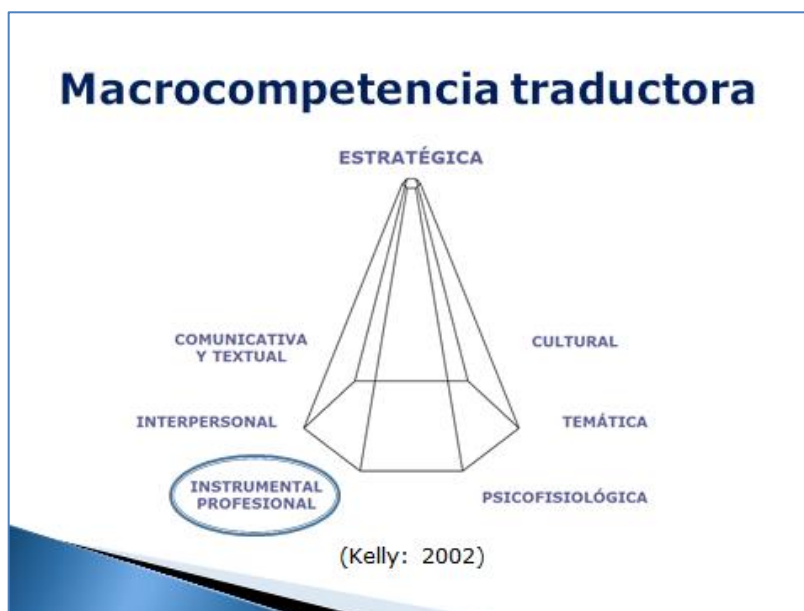 Macrocompetencia traductora
ESTRATÉGICA
COMUNICATIVA
Y TEXTUAL
CULTURAL
INTERPERSONAL
TEMÁTICA
INSTRUMENTAL
PROFESIONAL
PSICOFISIOLÓGICA
(Kelly: 2002)